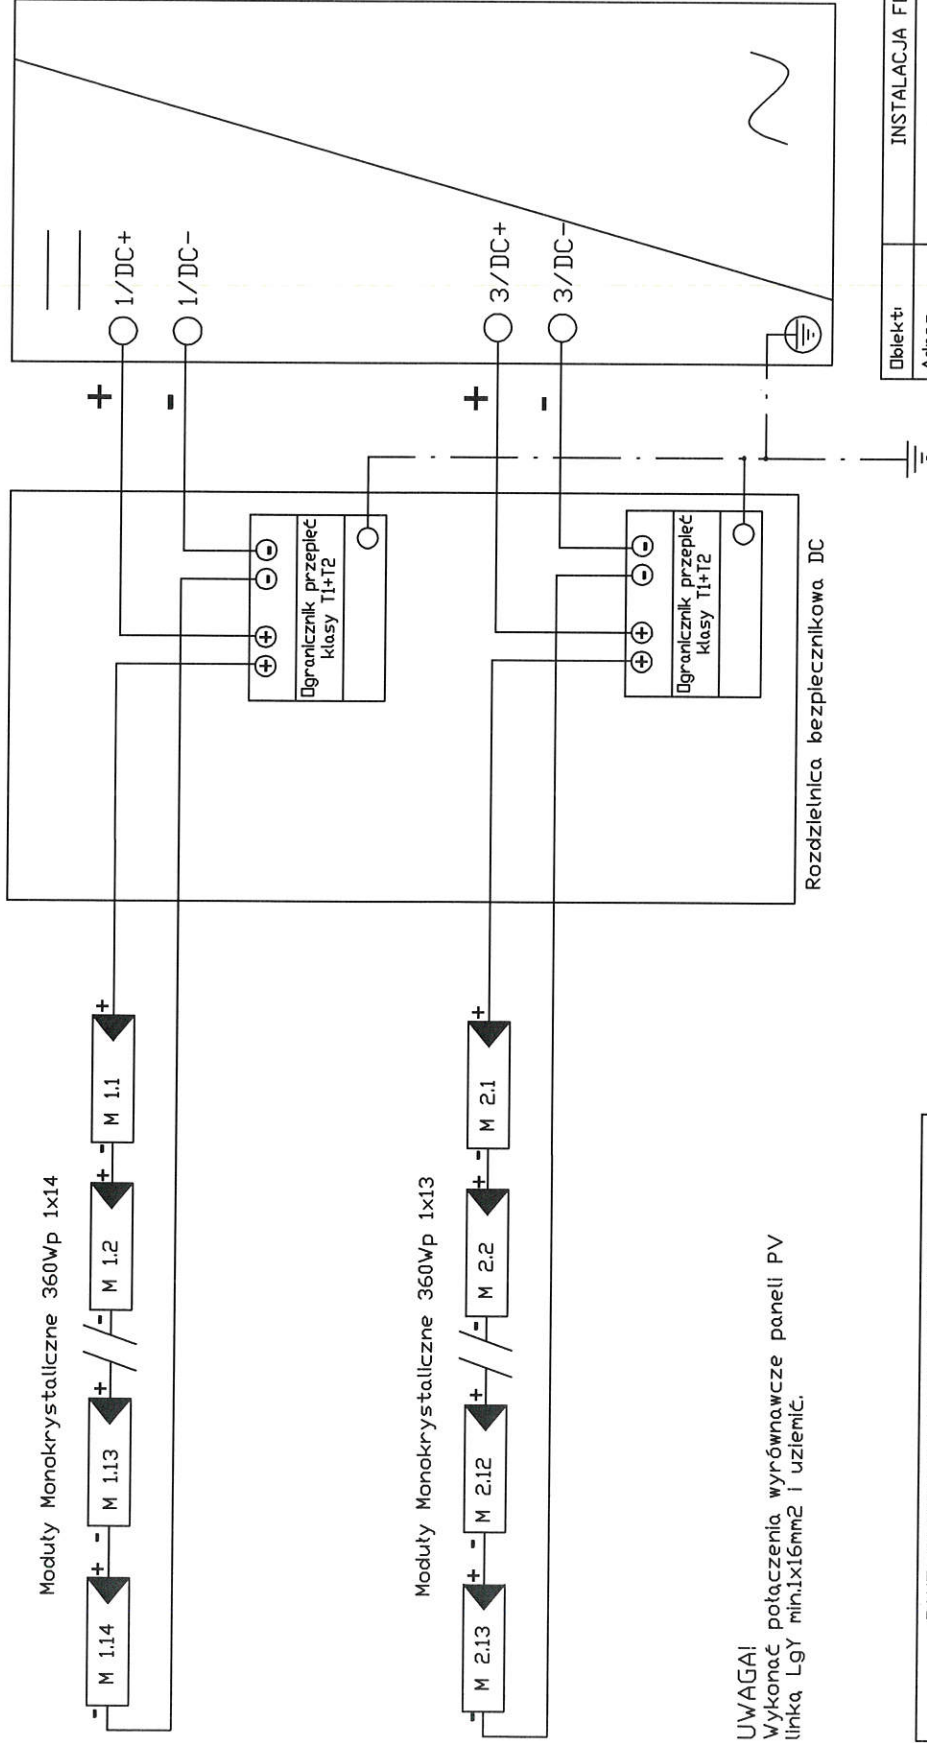 Moduły Monokrystaliczne 360Wp 1x14
- M 1.14 +
- M 1.13 +
- M 1.2 +
- M 1.1 +
+ 1/DC+
- 1/DC-
+ + - -
Ogranicznik przepięć
klasy T1+T2
Moduły Monokrystaliczne 360Wp 1x13
- M 2.13 +
- M 2.12 +
- M 2.2 +
- M 2.1 +
+ 3/DC+
- 3/DC-
+ + - -
Ogranicznik przepięć
klasy T1+T2
Rozdzielnica bezpiecznikowa DC
UWAGA!
Wykonać połączenia wyrównawcze paneli PV
linką LgY min.1x16mm2 i uziemić.
Obiekt:
INSTALACJA